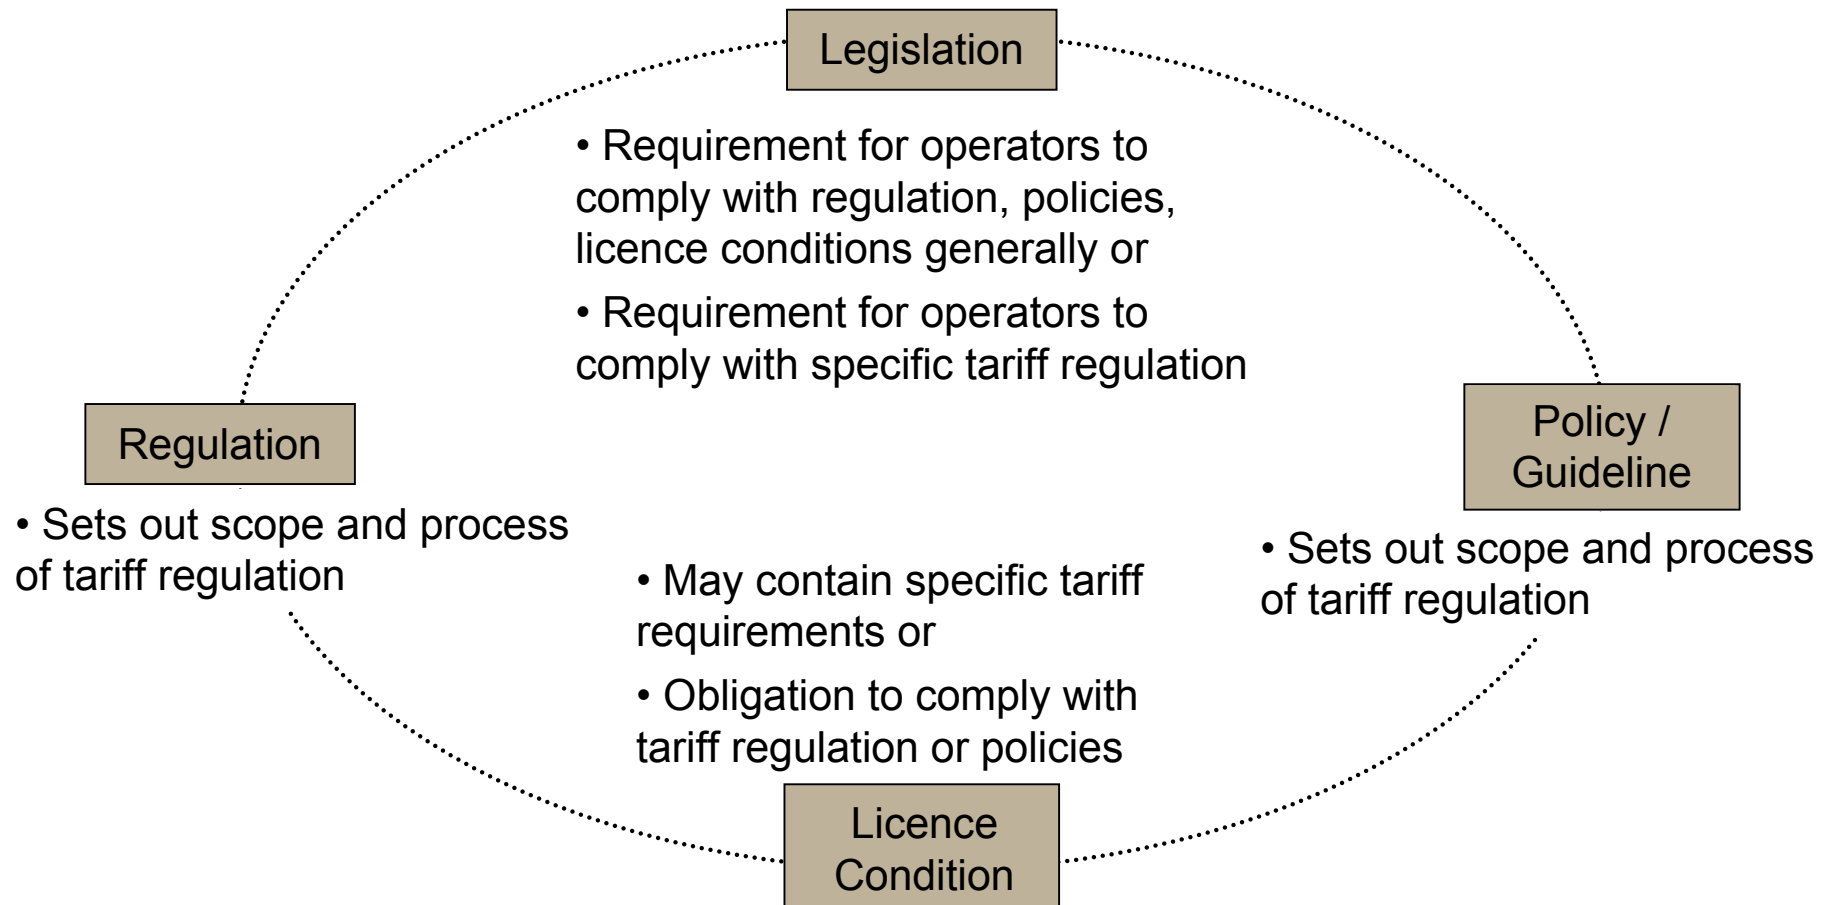 Legislation
• Requirement for operators to
comply with regulation, policies,
licence conditions generally or
• Requirement for operators to
comply with specific tariff regulation
Regulation
• Sets out scope and process
of tariff regulation
Policy /
Guideline
• Sets out scope and process
of tariff regulation
• May contain specific tariff
requirements or
• Obligation to comply with
tariff regulation or policies
Licence
Condition